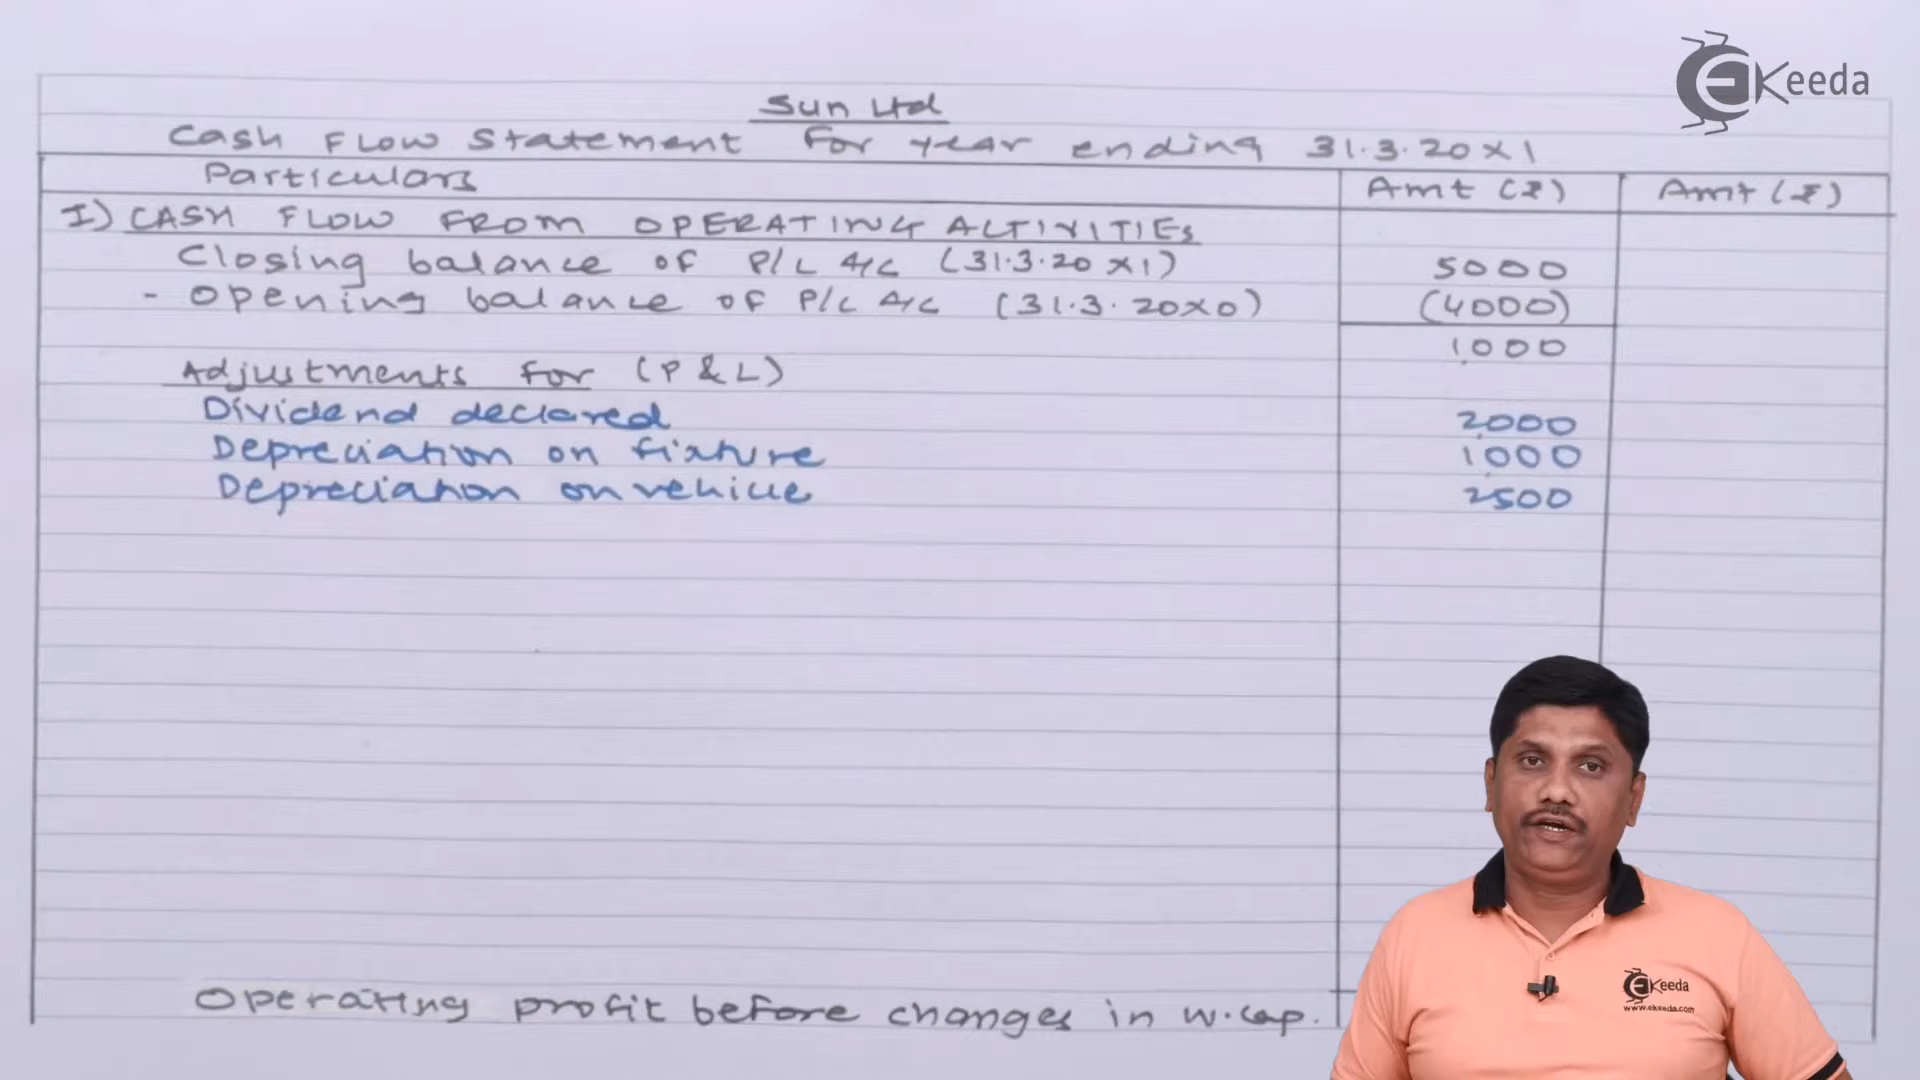 EKeeda
Sun Ltd
Cash Flow Statement For year ending 31.3.20X1
Particulars Amt (₹) Amt (₹)
I) CASH FLOW FROM OPERATING ACTIVITIES
Closing balance of P/L A/C (31.3.20X1) 5000
- Opening balance of P/L A/C (31.3.20X0) (4000)
1000
Adjustments for (P & L)
Dividend declared 2000
Depreciation on fixture 1000
Depreciation on vehicle 2500
Operating profit before changes in w.cap.
EKeeda
www.ekeeda.com